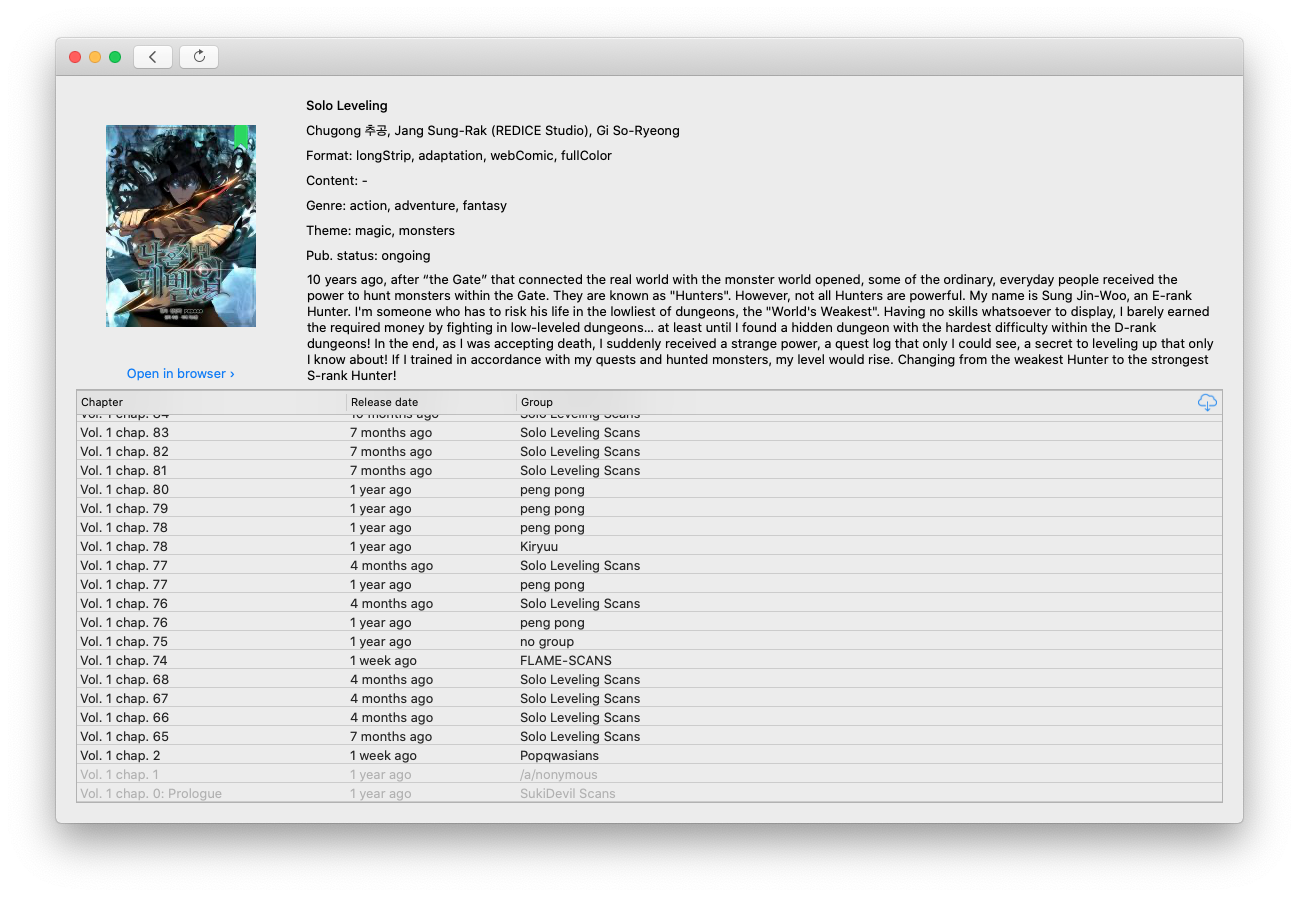 Solo Leveling
Chugong 추공, Jang Sung-Rak (REDICE Studio), Gi So-Ryeong
Format: longStrip, adaptation, webComic, fullColor
Content: -
Genre: action, adventure, fantasy
Theme: magic, monsters
Pub. status: ongoing
10 years ago, after “the Gate” that connected the real world with the monster world opened, some of the ordinary, everyday people received the
power to hunt monsters within the Gate. They are known as "Hunters". However, not all Hunters are powerful. My name is Sung Jin-Woo, an E-rank
Hunter. I'm someone who has to risk his life in the lowliest of dungeons, the "World's Weakest". Having no skills whatsoever to display, I barely earned
the required money by fighting in low-leveled dungeons… at least until I found a hidden dungeon with the hardest difficulty within the D-rank
dungeons! In the end, as I was accepting death, I suddenly received a strange power, a quest log that only I could see, a secret to leveling up that only
I know about! If I trained in accordance with my quests and hunted monsters, my level would rise. Changing from the weakest Hunter to the strongest
S-rank Hunter!
나 혼자만
레벨업
Open in browser ›
Chapter Release date Group
Vol. 1 chap. 84 10 months ago Solo Leveling Scans
Vol. 1 chap. 83 7 months ago Solo Leveling Scans
Vol. 1 chap. 82 7 months ago Solo Leveling Scans
Vol. 1 chap. 81 7 months ago Solo Leveling Scans
Vol. 1 chap. 80 1 year ago peng pong
Vol. 1 chap. 79 1 year ago peng pong
Vol. 1 chap. 78 1 year ago peng pong
Vol. 1 chap. 78 1 year ago Kiryuu
Vol. 1 chap. 77 4 months ago Solo Leveling Scans
Vol. 1 chap. 77 1 year ago peng pong
Vol. 1 chap. 76 4 months ago Solo Leveling Scans
Vol. 1 chap. 76 1 year ago peng pong
Vol. 1 chap. 75 1 year ago no group
Vol. 1 chap. 74 1 week ago FLAME-SCANS
Vol. 1 chap. 68 4 months ago Solo Leveling Scans
Vol. 1 chap. 67 4 months ago Solo Leveling Scans
Vol. 1 chap. 66 4 months ago Solo Leveling Scans
Vol. 1 chap. 65 7 months ago Solo Leveling Scans
Vol. 1 chap. 2 1 week ago Popqwasians
Vol. 1 chap. 1 1 year ago /a/nonymous
Vol. 1 chap. 0: Prologue 1 year ago SukiDevil Scans